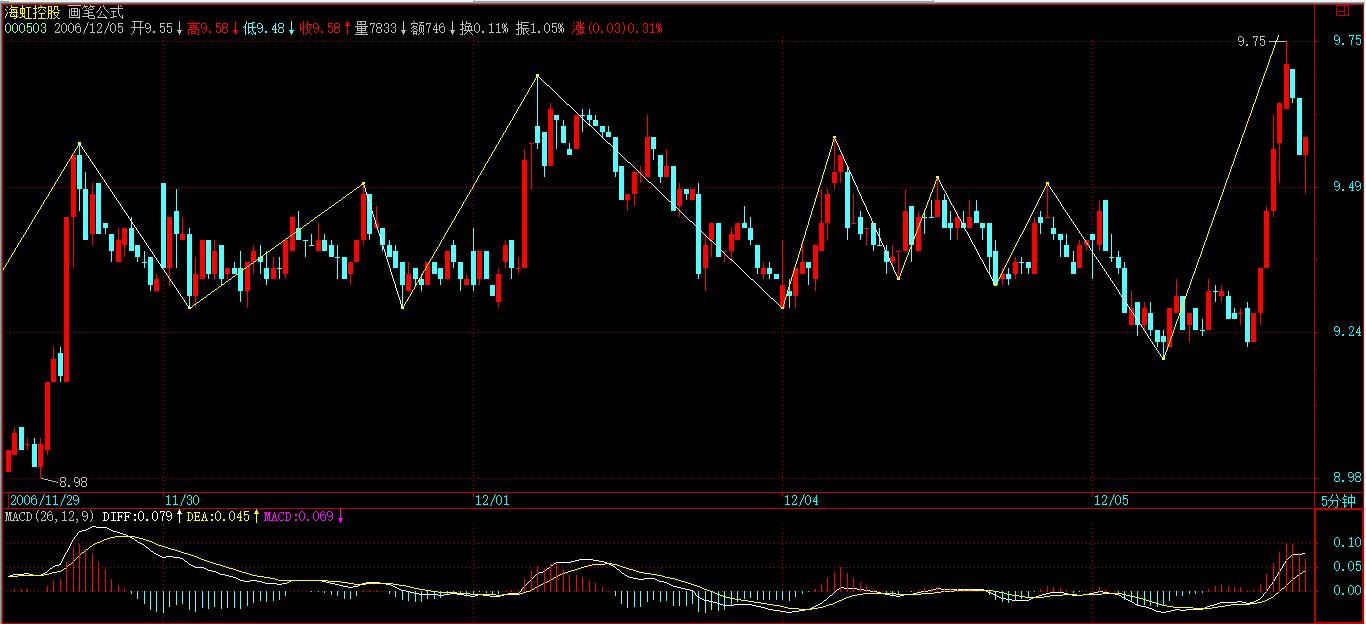 海虹控股 画笔公式
000503 2006/12/05 开9.55↓高9.58↓低9.48↓收9.58↑量7833↓额746↓换0.11% 振1.05% 涨(0.03)0.31%
9.75 9.75
9.49
9.24
8.98 8.98
2006/11/29 11/30 12/01 12/04 12/05 5分钟
MACD(26,12,9) DIFF:0.079↑DEA:0.045↑MACD:0.069↓
0.10
0.05
0.00